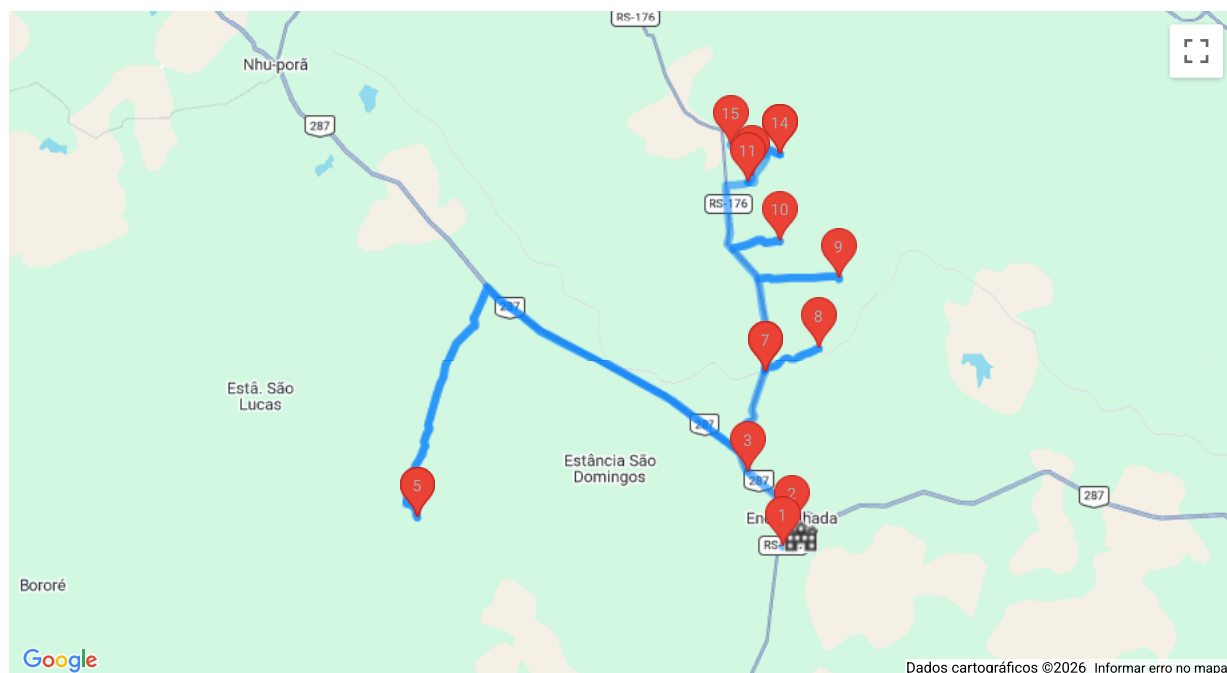 RS-176
Nhu-porã
287
15
14
11
RS-176
10
9
287
8
7
Está. São
Lucas
287
3
Estância São
Domingos
287
5
2
287
1
Bororé
Google
Dados cartográficos ©2026
Informar erro no mapa